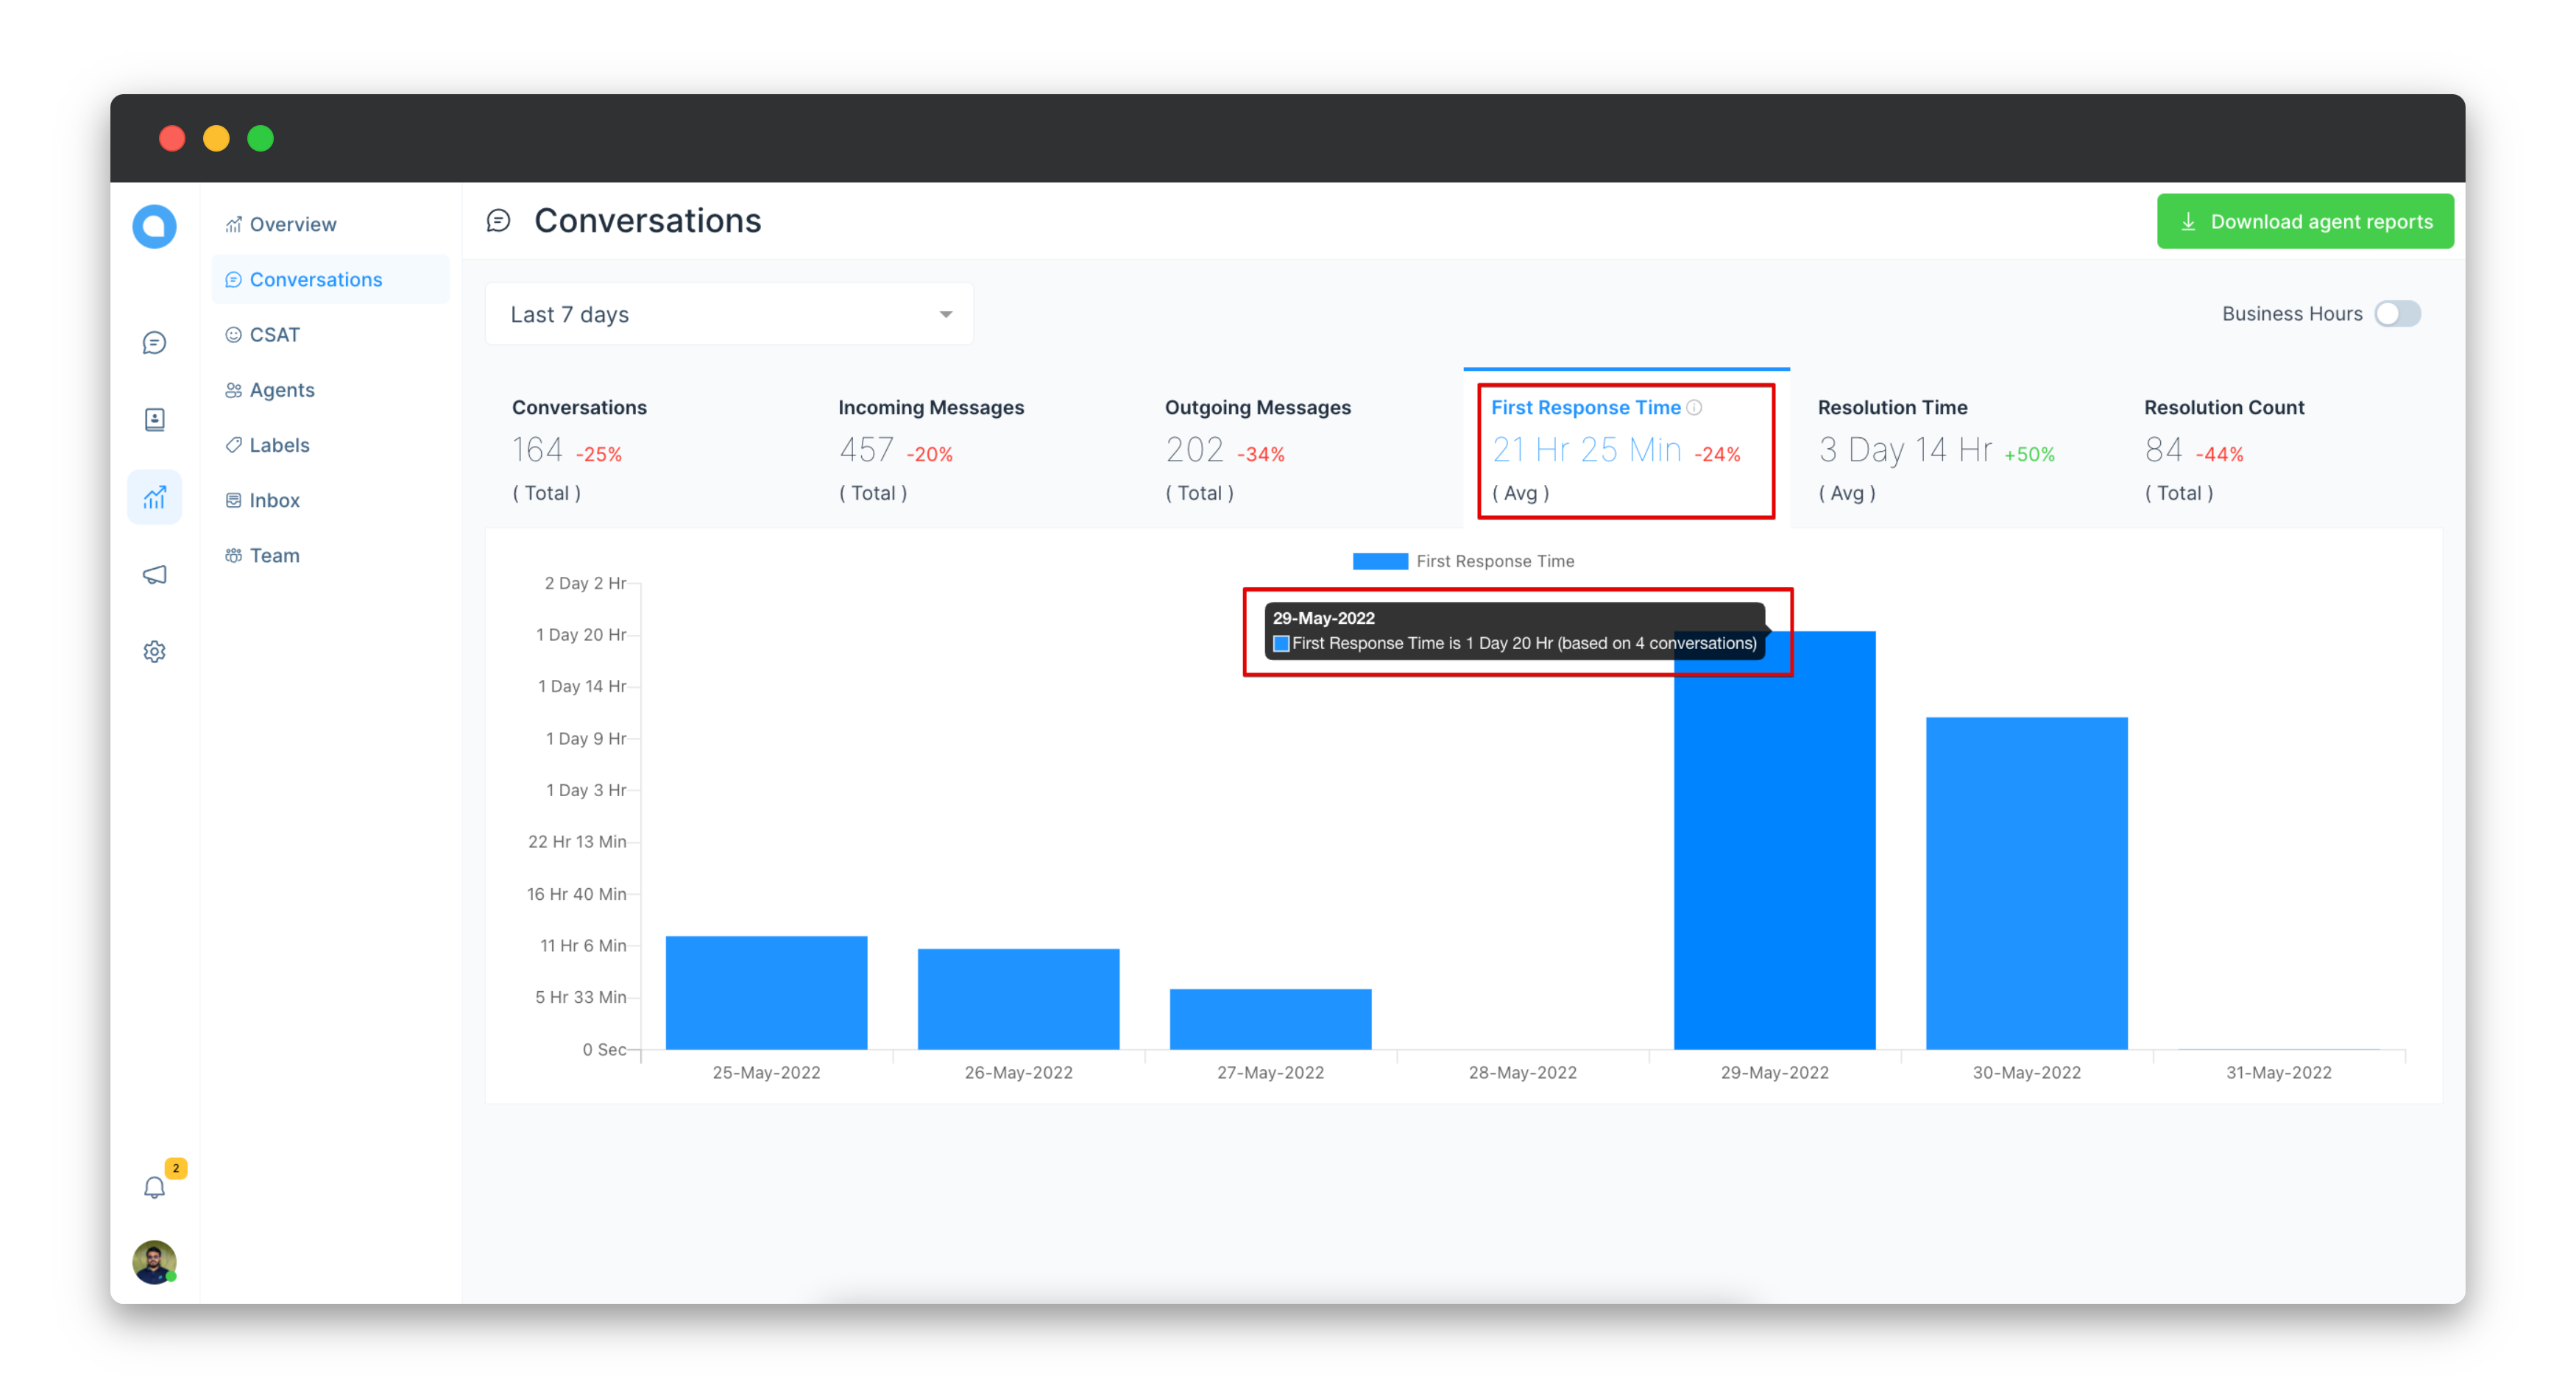 Overview
Conversations
CSAT
Agents
Labels
Inbox
Team
2
Conversations
Download agent reports
Last 7 days
Business Hours
Conversations
164 -25%
( Total )
Incoming Messages
457 -20%
( Total )
Outgoing Messages
202 -34%
( Total )
First Response Time
21 Hr 25 Min -24%
( Avg )
Resolution Time
3 Day 14 Hr +50%
( Avg )
Resolution Count
84 -44%
( Total )
First Response Time
29-May-2022
First Response Time is 1 Day 20 Hr (based on 4 conversations)
2 Day 2 Hr
1 Day 20 Hr
1 Day 14 Hr
1 Day 9 Hr
1 Day 3 Hr
22 Hr 13 Min
16 Hr 40 Min
11 Hr 6 Min
5 Hr 33 Min
0 Sec
25-May-2022
26-May-2022
27-May-2022
28-May-2022
29-May-2022
30-May-2022
31-May-2022